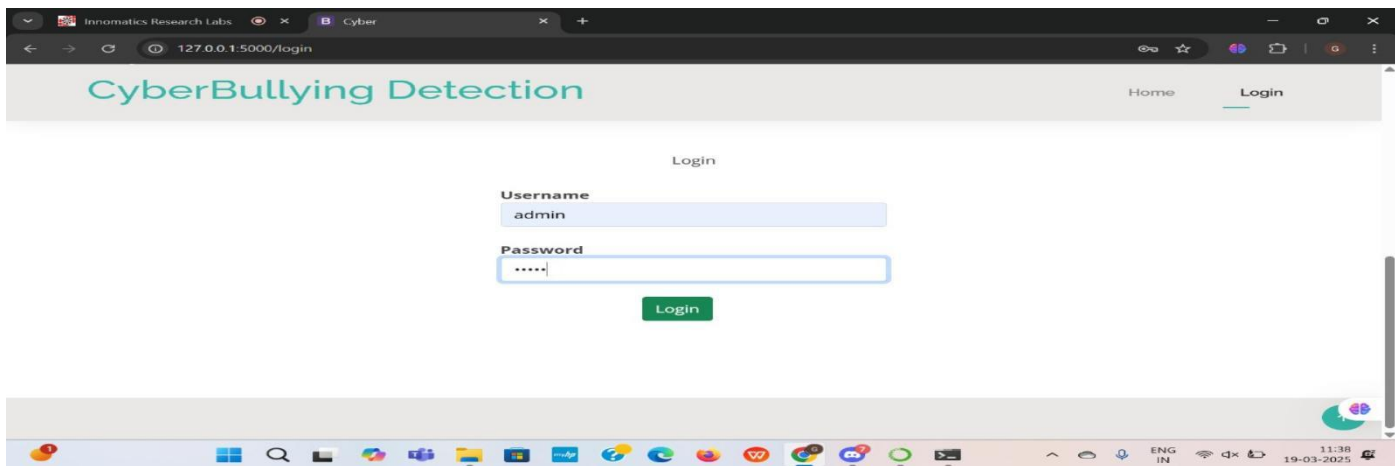 Innomatics Research Labs
Cyber
127.0.0.1:5000/login
G
CyberBullying Detection
Home
Login
Login
Username
admin
Password
•••••
Login
1
ENG
IN
11:38
19-03-2025